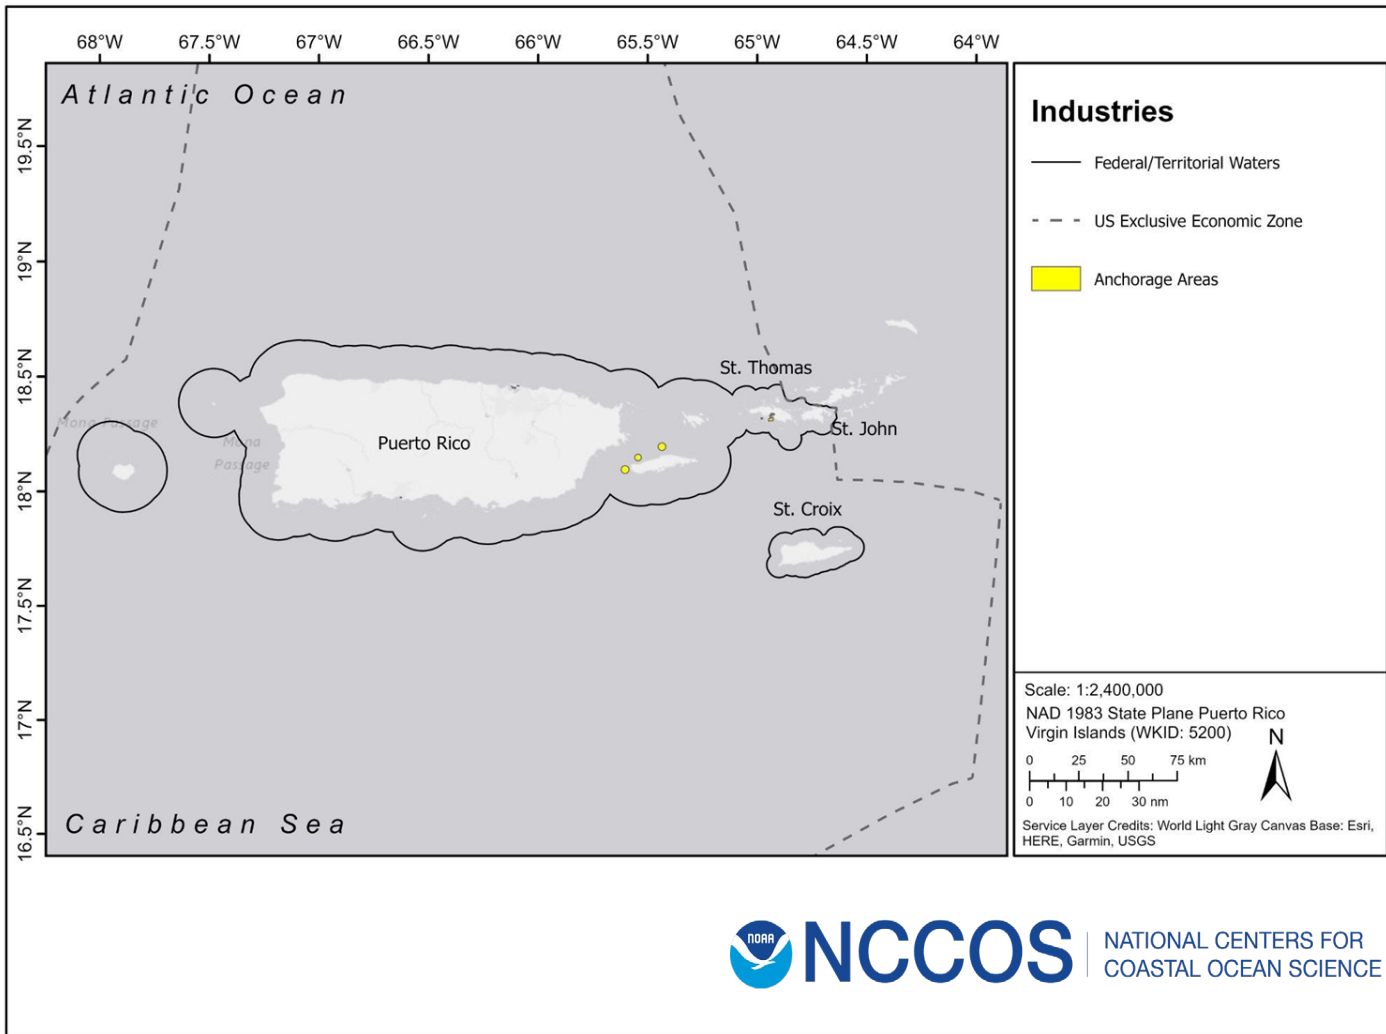 68°W 67.5°W 67°W 66.5°W 66°W 65.5°W 65°W 64.5°W 64°W
19.5°N
19°N
18.5°N
18°N
17.5°N
17°N
16.5°N
Atlantic Ocean
St. Thomas
Mona Passage
Mona
Passage
Puerto Rico
St. John
St. Croix
Caribbean Sea
Industries
Federal/Territorial Waters
US Exclusive Economic Zone
Anchorage Areas
Scale: 1:2,400,000
NAD 1983 State Plane Puerto Rico
Virgin Islands (WKID: 5200)
N
0 25 50 75 km
0 10 20 30 nm
Service Layer Credits: World Light Gray Canvas Base: Esri,
HERE, Garmin, USGS
NOAA
NCCOS
NATIONAL CENTERS FOR
COASTAL OCEAN SCIENCE